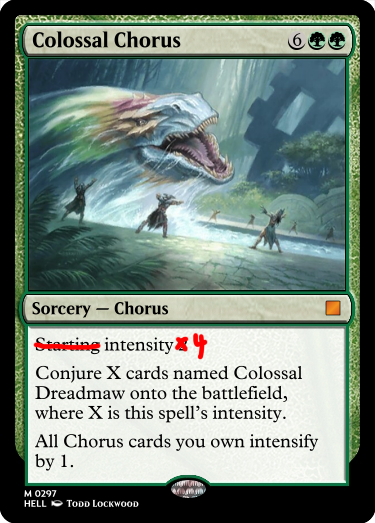 Colossal Chorus 6
Sorcery — Chorus
Starting intensity 4
Conjure X cards named Colossal
Dreadmaw onto the battlefield,
where X is this spell's intensity.
All Chorus cards you own intensify
by 1.
M 0297
HELL Todd Lockwood